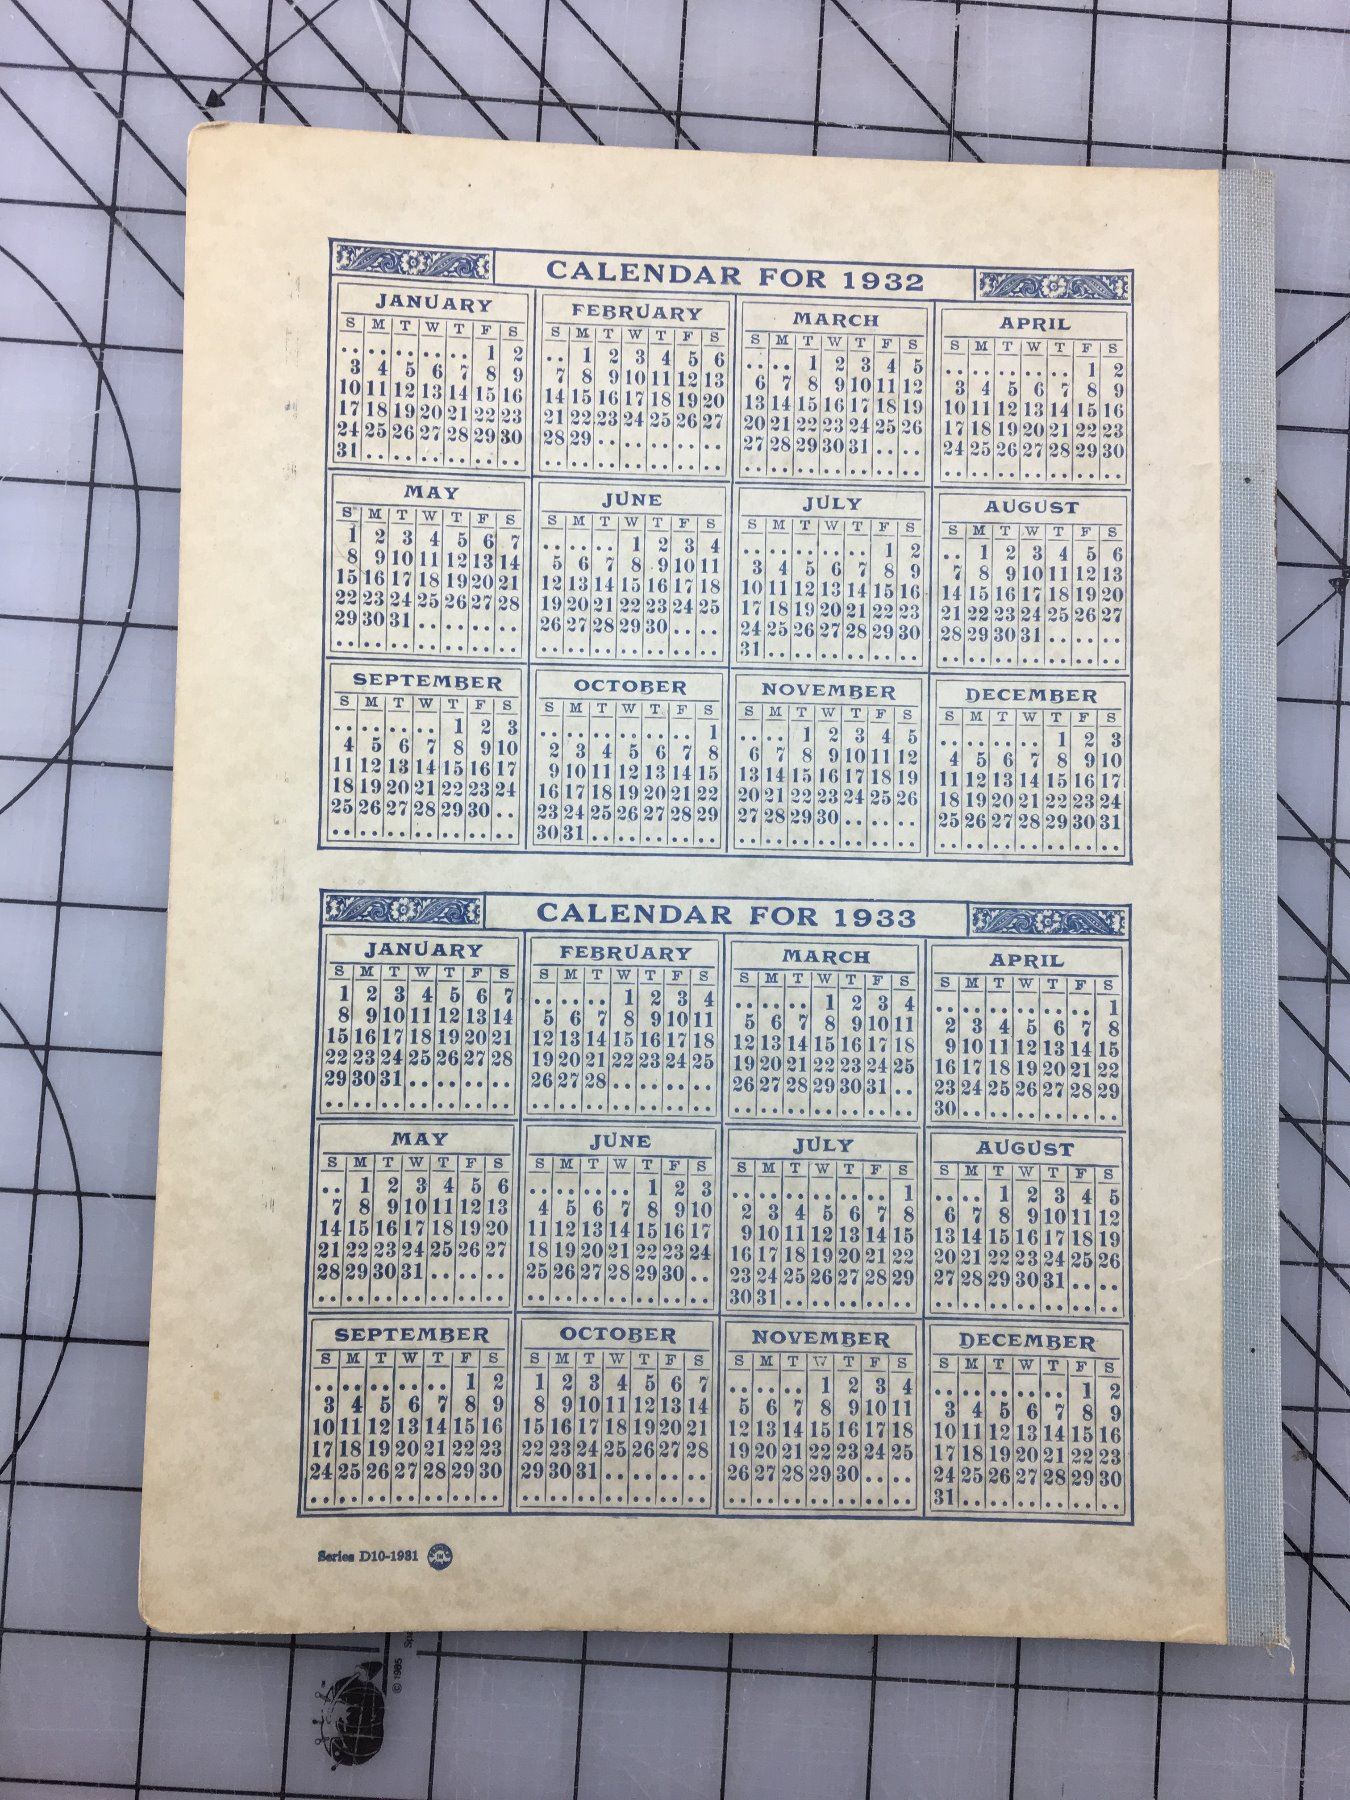 CALENDAR FOR 1932
JANUARY
S M T W T F S
1 2
3 4 5 6 7 8 9
10 11 12 13 14 15 16
17 18 19 20 21 22 23
24 25 26 27 28 29 30
31
FEBRUARY
S M T W T F S
1 2 3 4 5 6
7 8 9 10 11 12 13
14 15 16 17 18 19 20
21 22 23 24 25 26 27
28 29
MARCH
S M T W T F S
1 2 3 4 5
6 7 8 9 10 11 12
13 14 15 16 17 18 19
20 21 22 23 24 25 26
27 28 29 30 31
APRIL
S M T W T F S
1 2
3 4 5 6 7 8 9
10 11 12 13 14 15 16
17 18 19 20 21 22 23
24 25 26 27 28 29 30
MAY
S M T W T F S
1 2 3 4 5 6 7
8 9 10 11 12 13 14
15 16 17 18 19 20 21
22 23 24 25 26 27 28
29 30 31
JUNE
S M T W T F S
1 2 3 4
5 6 7 8 9 10 11
12 13 14 15 16 17 18
19 20 21 22 23 24 25
26 27 28 29 30
JULY
S M T W T F S
1 2
3 4 5 6 7 8 9
10 11 12 13 14 15 16
17 18 19 20 21 22 23
24 25 26 27 28 29 30
31
AUGUST
S M T W T F S
1 2 3 4 5 6
7 8 9 10 11 12 13
14 15 16 17 18 19 20
21 22 23 24 25 26 27
28 29 30 31
SEPTEMBER
S M T W T F S
1 2 3
4 5 6 7 8 9 10
11 12 13 14 15 16 17
18 19 20 21 22 23 24
25 26 27 28 29 30
OCTOBER
S M T W T F S
1
2 3 4 5 6 7 8
9 10 11 12 13 14 15
16 17 18 19 20 21 22
23 24 25 26 27 28 29
30 31
NOVEMBER
S M T W T F S
1 2 3 4 5
6 7 8 9 10 11 12
13 14 15 16 17 18 19
20 21 22 23 24 25 26
27 28 29 30
DECEMBER
S M T W T F S
1 2 3
4 5 6 7 8 9 10
11 12 13 14 15 16 17
18 19 20 21 22 23 24
25 26 27 28 29 30 31
CALENDAR FOR 1933
JANUARY
S M T W T F S
1 2 3 4 5 6 7
8 9 10 11 12 13 14
15 16 17 18 19 20 21
22 23 24 25 26 27 28
29 30 31
FEBRUARY
S M T W T F S
1 2 3 4
5 6 7 8 9 10 11
12 13 14 15 16 17 18
19 20 21 22 23 24 25
26 27 28
MARCH
S M T W T F S
1 2 3 4
5 6 7 8 9 10 11
12 13 14 15 16 17 18
19 20 21 22 23 24 25
26 27 28 29 30 31
APRIL
S M T W T F S
1
2 3 4 5 6 7 8
9 10 11 12 13 14 15
16 17 18 19 20 21 22
23 24 25 26 27 28 29
30
MAY
S M T W T F S
1 2 3 4 5 6
7 8 9 10 11 12 13
14 15 16 17 18 19 20
21 22 23 24 25 26 27
28 29 30 31
JUNE
S M T W T F S
1 2 3
4 5 6 7 8 9 10
11 12 13 14 15 16 17
18 19 20 21 22 23 24
25 26 27 28 29 30
JULY
S M T W T F S
1
2 3 4 5 6 7 8
9 10 11 12 13 14 15
16 17 18 19 20 21 22
23 24 25 26 27 28 29
30 31
AUGUST
S M T W T F S
1 2 3 4 5
6 7 8 9 10 11 12
13 14 15 16 17 18 19
20 21 22 23 24 25 26
27 28 29 30 31
SEPTEMBER
S M T W T F S
1 2
3 4 5 6 7 8 9
10 11 12 13 14 15 16
17 18 19 20 21 22 23
24 25 26 27 28 29 30
OCTOBER
S M T W T F S
1 2 3 4 5 6 7
8 9 10 11 12 13 14
15 16 17 18 19 20 21
22 23 24 25 26 27 28
29 30 31
NOVEMBER
S M T W T F S
1 2 3 4
5 6 7 8 9 10 11
12 13 14 15 16 17 18
19 20 21 22 23 24 25
26 27 28 29 30
DECEMBER
S M T W T F S
1 2
3 4 5 6 7 8 9
10 11 12 13 14 15 16
17 18 19 20 21 22 23
24 25 26 27 28 29 30
31
Series D10-1931
© 1985